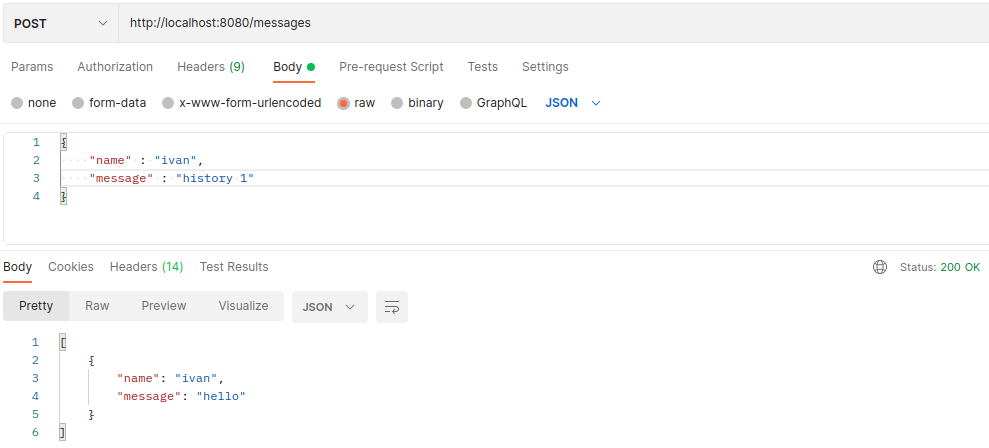 POST http://localhost:8080/messages
Params Authorization Headers (9) Body Pre-request Script Tests Settings
none form-data x-www-form-urlencoded raw binary GraphQL JSON
1 {
2 "name" : "ivan",
3 "message" : "history 1"
4 }
Body Cookies Headers (14) Test Results Status: 200 OK
Pretty Raw Preview Visualize JSON
1 [
2 {
3 "name": "ivan",
4 "message": "hello"
5 }
6 ]